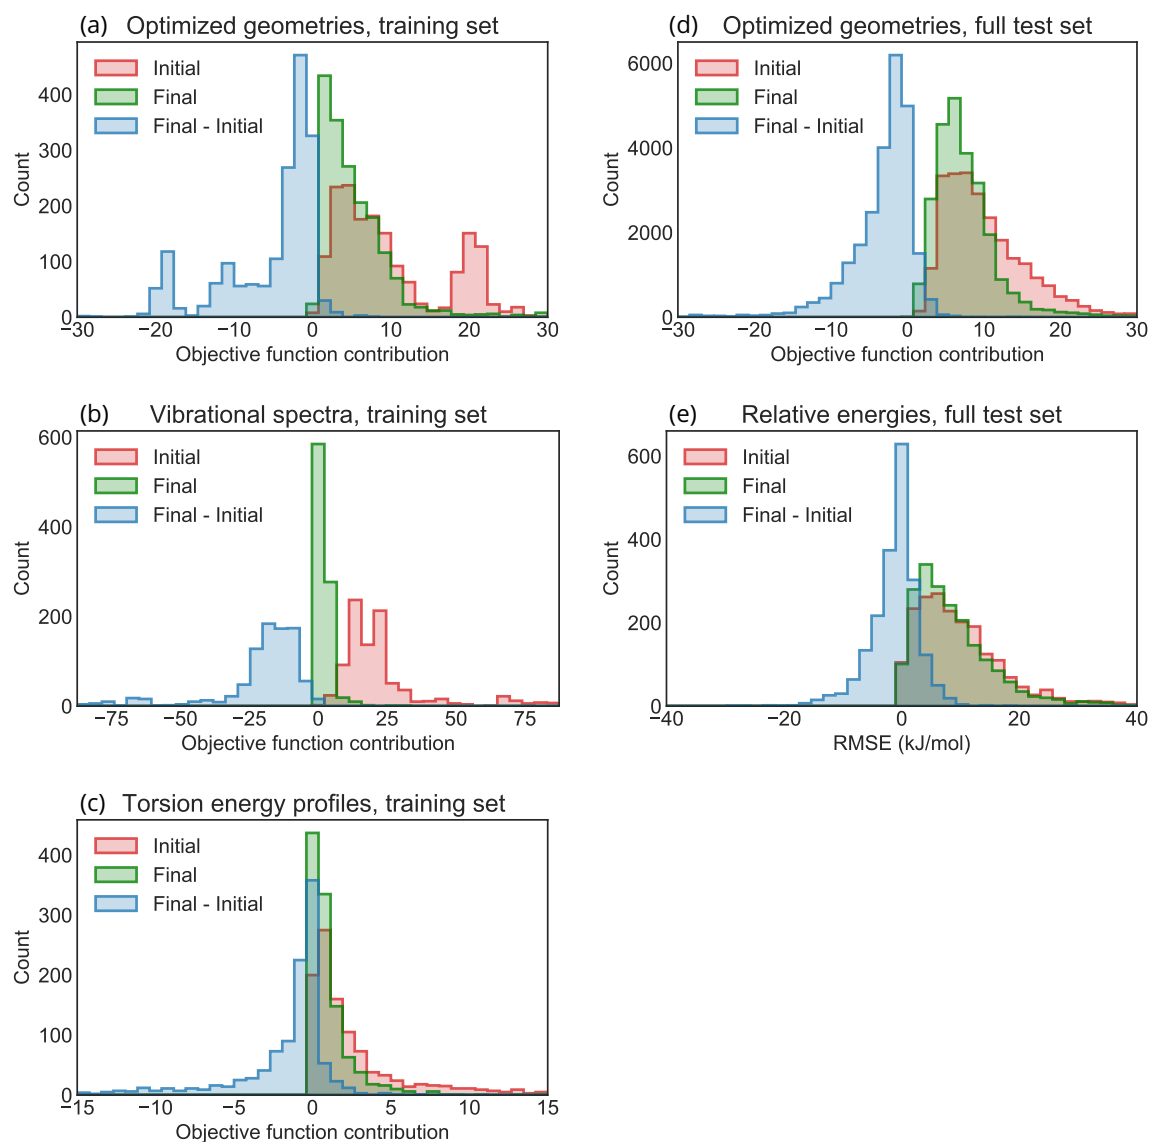 (a) Optimized geometries, training set
Initial
Final
Final - Initial
Count
400
300
200
100
0
−30 −20 −10 0 10 20 30
Objective function contribution
(d) Optimized geometries, full test set
Initial
Final
Final - Initial
Count
6000
4000
2000
0
−30 −20 −10 0 10 20 30
Objective function contribution
(b) Vibrational spectra, training set
Initial
Final
Final - Initial
Count
600
400
200
0
−75 −50 −25 0 25 50 75
Objective function contribution
(e) Relative energies, full test set
Initial
Final
Final - Initial
Count
600
400
200
0
−40 −20 0 20 40
RMSE (kJ/mol)
(c) Torsion energy profiles, training set
Initial
Final
Final - Initial
Count
400
300
200
100
0
−15 −10 −5 0 5 10 15
Objective function contribution